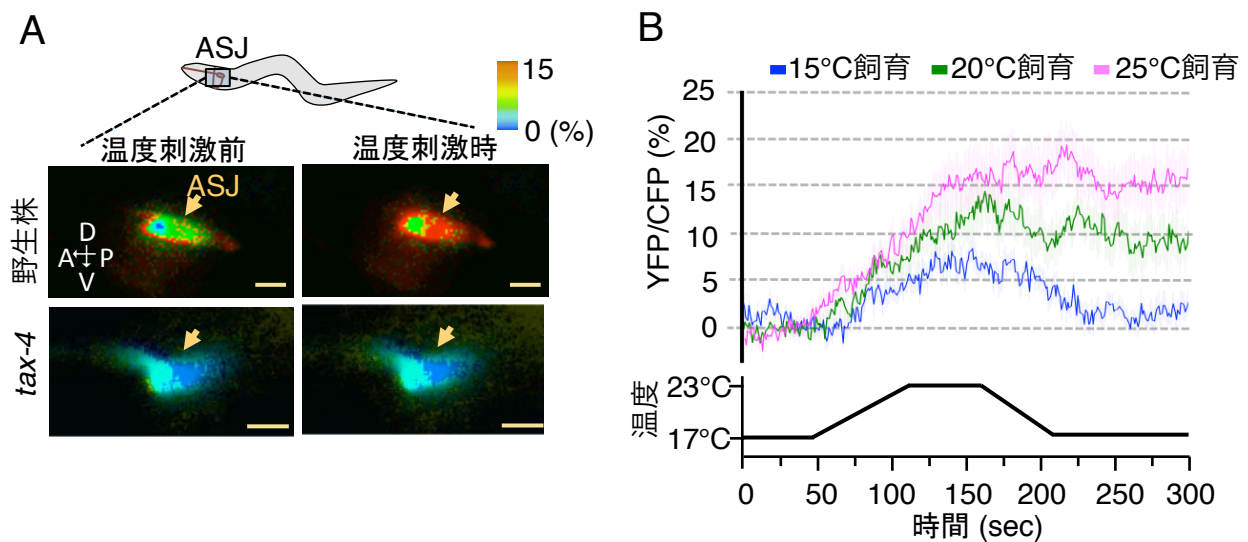 A
ASJ
15
0 (%)
温度刺激前
温度刺激時
野生株
ASJ
D
A P
V
tax-4
B
15°C飼育 20°C飼育 25°C飼育
YFP/CFP (%)
25
20
15
10
5
0
温度
23°C
17°C
0 50 100 150 200 250 300
時間 (sec)